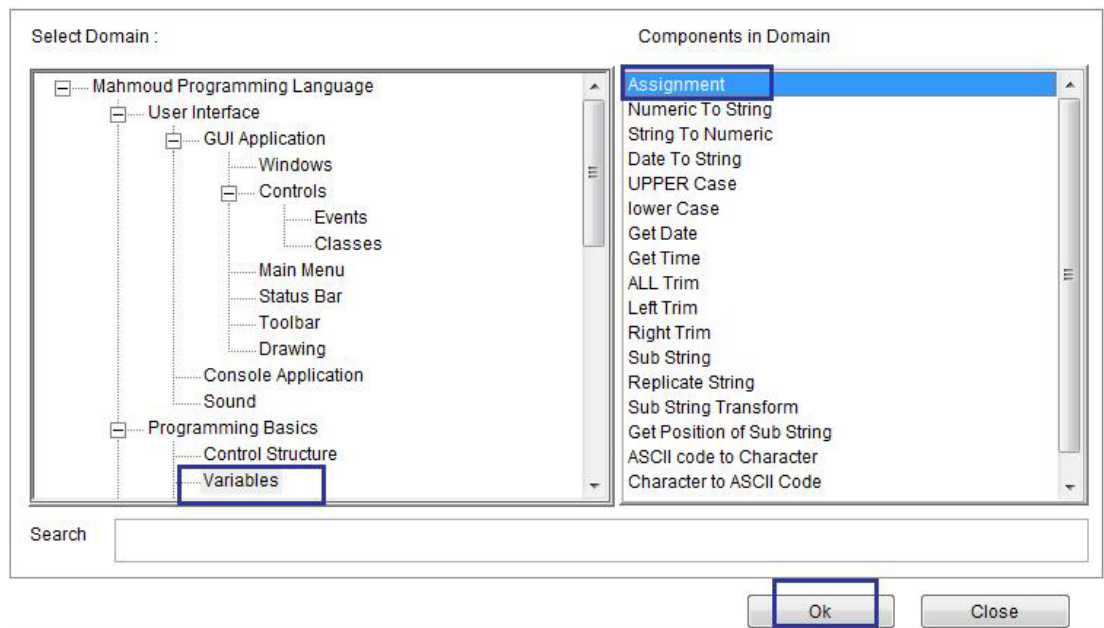 Select Domain :
Components in Domain
Mahmoud Programming Language
User Interface
GUI Application
Windows
Controls
Events
Classes
Main Menu
Status Bar
Toolbar
Drawing
Console Application
Sound
Programming Basics
Control Structure
Variables
Assignment
Numeric To String
String To Numeric
Date To String
UPPER Case
lower Case
Get Date
Get Time
ALL Trim
Left Trim
Right Trim
Sub String
Replicate String
Sub String Transform
Get Position of Sub String
ASCII code to Character
Character to ASCII Code
Search
Ok
Close